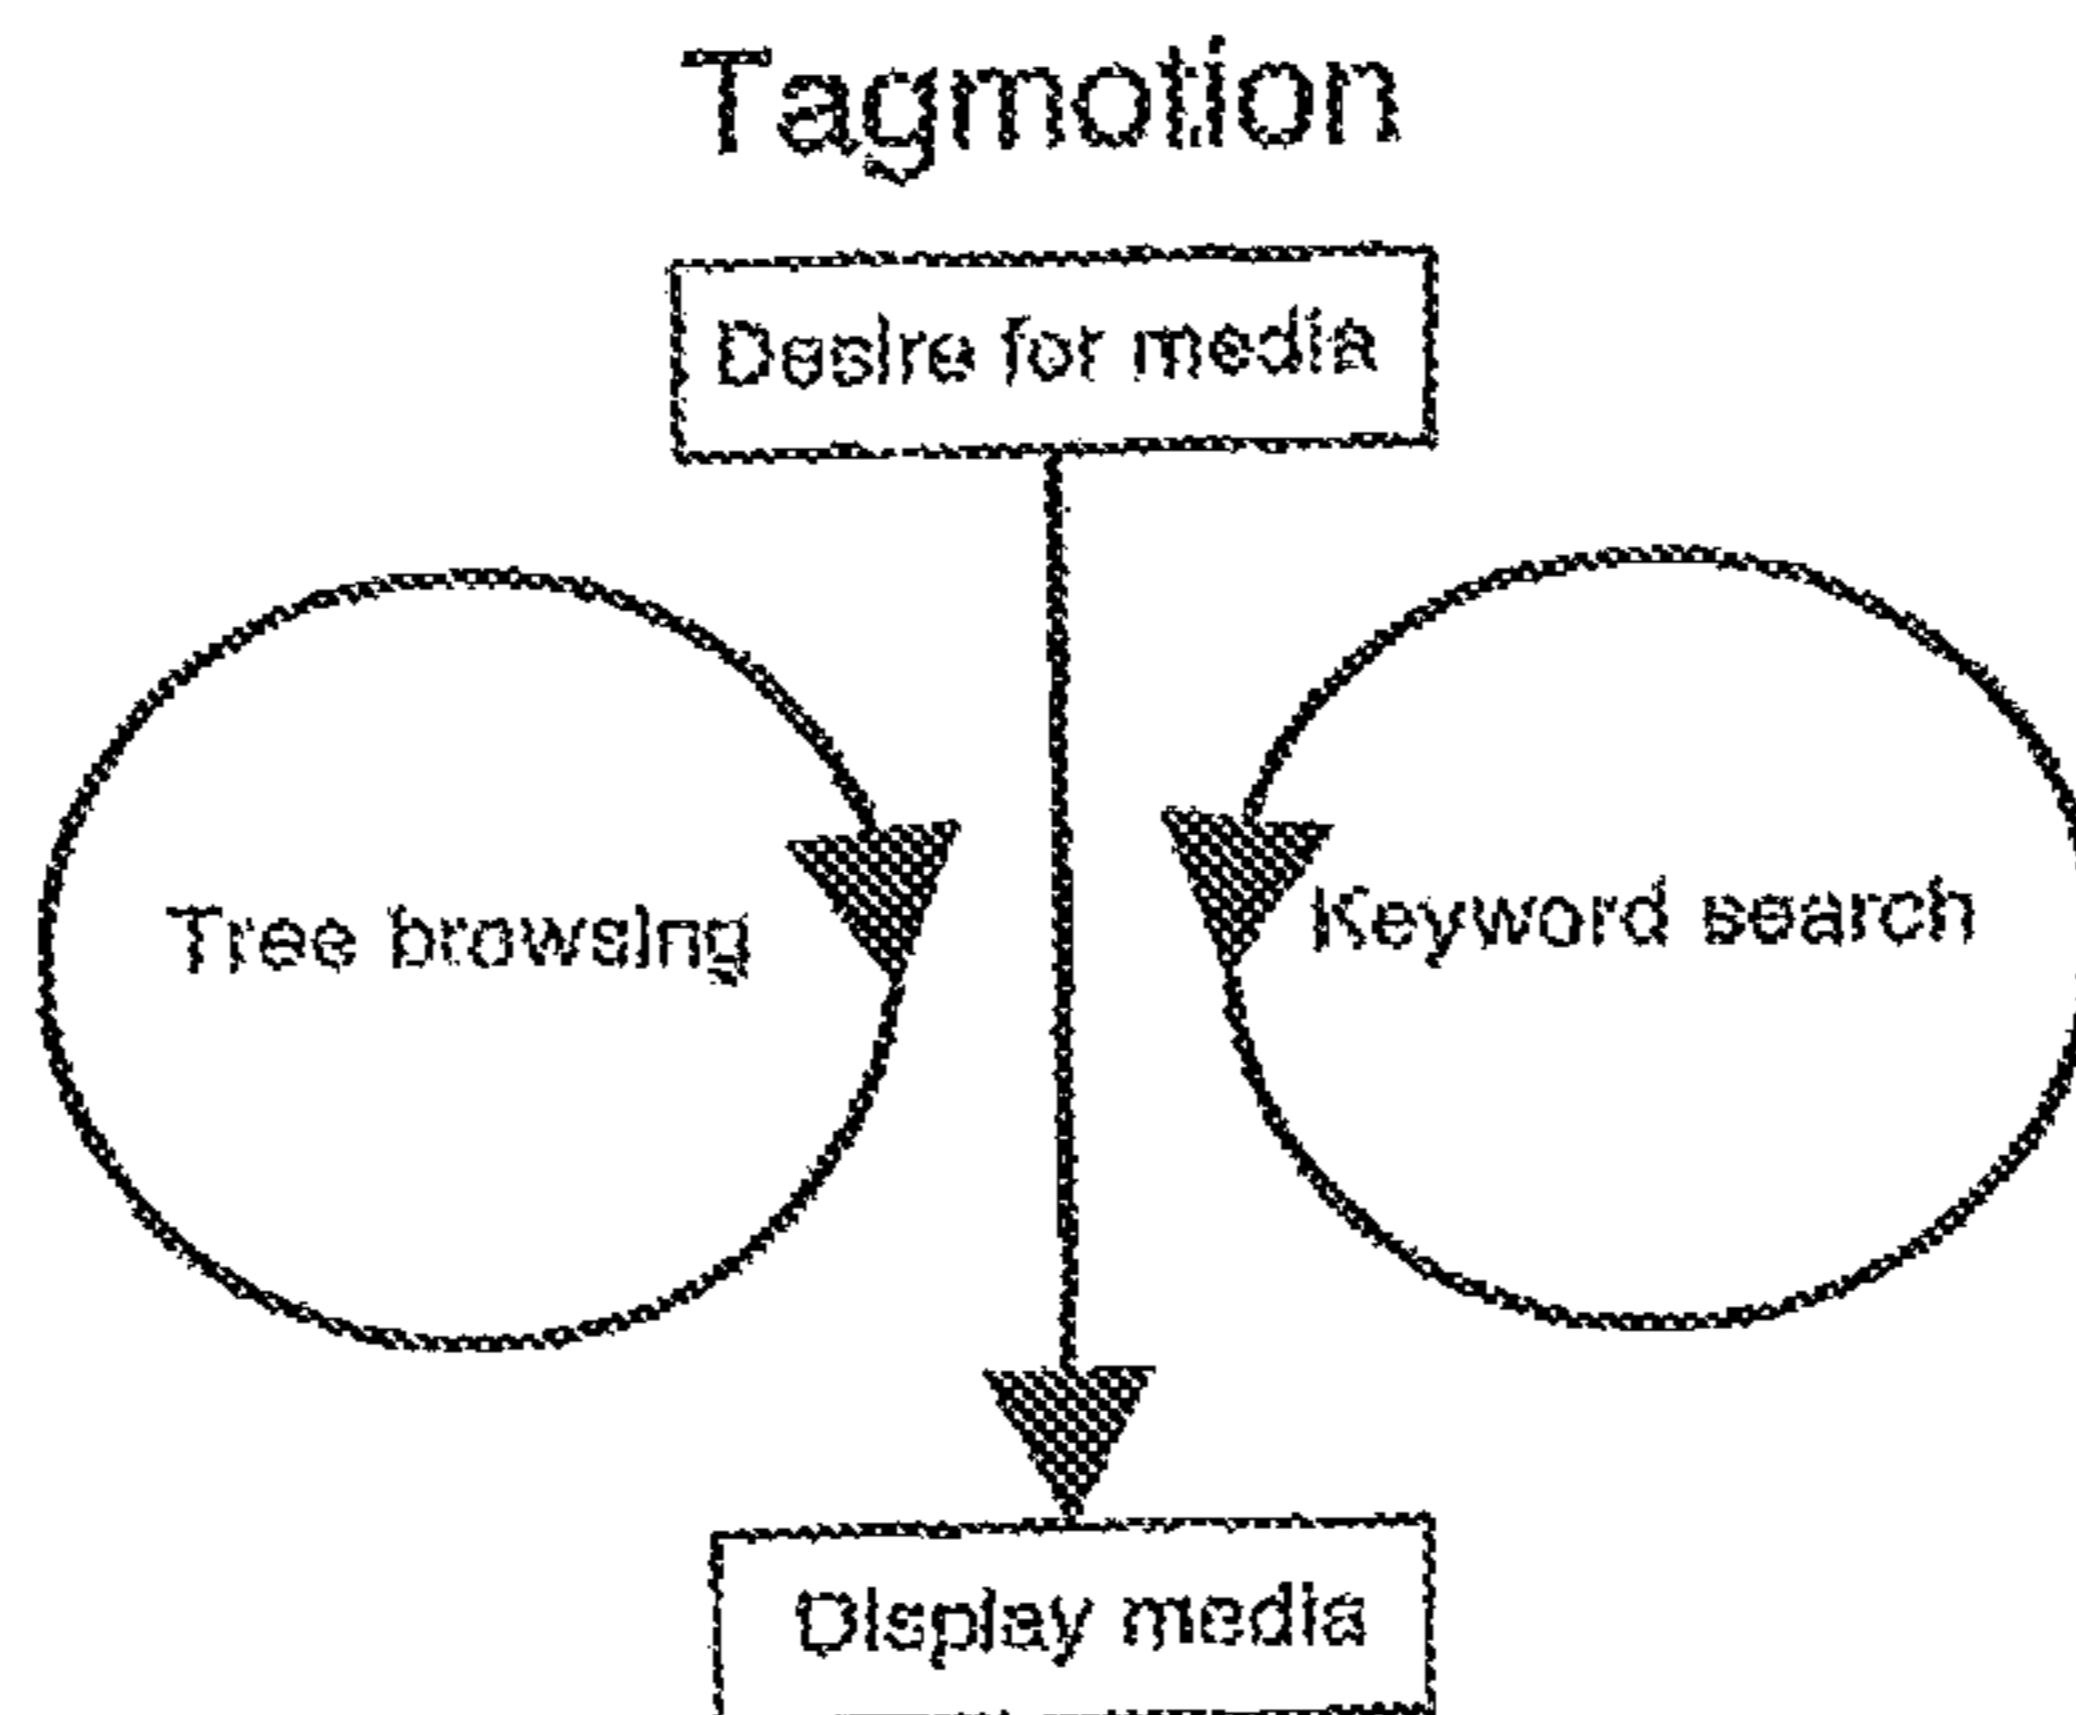 Tagmotion
Desire for media
Tree browsing
Keyword search
Display media